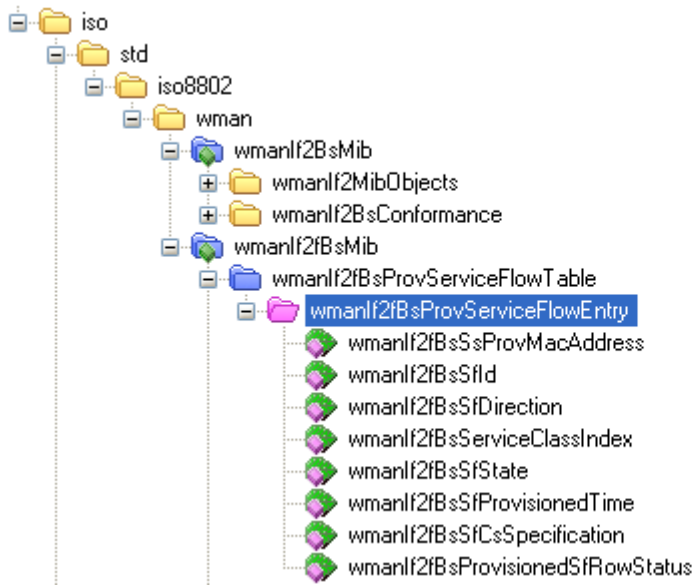 iso
std
iso8802
wman
wmanIf2BsMib
wmanIf2MibObjects
wmanIf2BsConformance
wmanIf2fBsMib
wmanIf2fBsProvServiceFlowTable
wmanIf2fBsProvServiceFlowEntry
wmanIf2fBsSsProvMacAddress
wmanIf2fBsSfId
wmanIf2fBsSfDirection
wmanIf2fBsServiceClassIndex
wmanIf2fBsSfState
wmanIf2fBsSfProvisionedTime
wmanIf2fBsSfCsSpecification
wmanIf2fBsProvisionedSfRowStatus